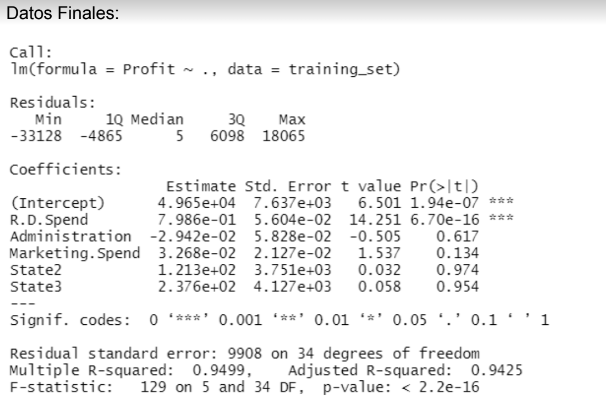 Datos Finales:
Call:
lm(formula = Profit ~ ., data = training_set)
Residuals:
Min 1Q Median 3Q Max
-33128 -4865 5 6098 18065
Coefficients:
Estimate Std. Error t value Pr(>|t|)
(Intercept) 4.965e+04 7.637e+03 6.501 1.94e-07 ***
R.D.Spend 7.986e-01 5.604e-02 14.251 6.70e-16 ***
Administration -2.942e-02 5.828e-02 -0.505 0.617
Marketing.Spend 3.268e-02 2.127e-02 1.537 0.134
State2 1.213e+02 3.751e+03 0.032 0.974
State3 2.376e+02 4.127e+03 0.058 0.954
---
Signif. codes: 0 ‘***’ 0.001 ‘**’ 0.01 ‘*’ 0.05 ‘.’ 0.1 ‘ ’ 1
Residual standard error: 9908 on 34 degrees of freedom
Multiple R-squared: 0.9499, Adjusted R-squared: 0.9425
F-statistic: 129 on 5 and 34 DF, p-value: < 2.2e-16